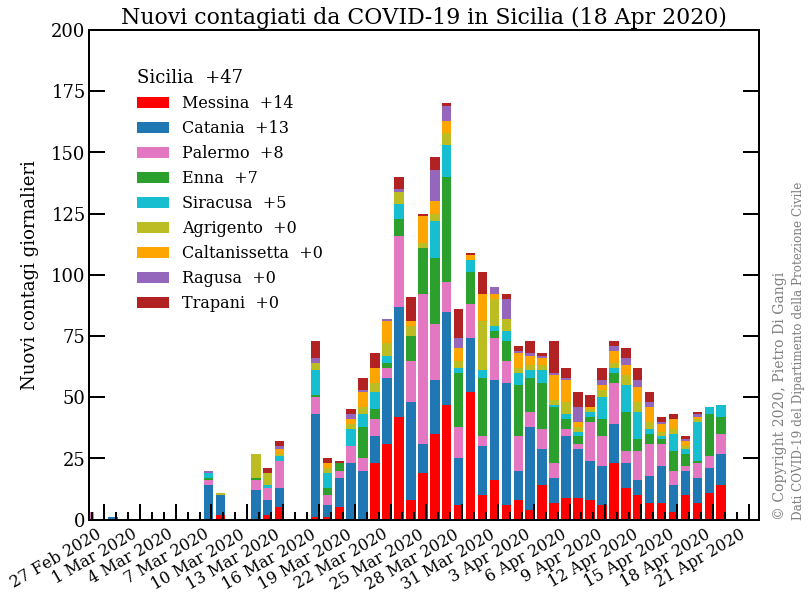 Nuovi contagiati da COVID-19 in Sicilia (18 Apr 2020)
Nuovi contagi giornalieri
200
175
150
125
100
75
50
25
0
Sicilia +47
Messina +14
Catania +13
Palermo +8
Enna +7
Siracusa +5
Agrigento +0
Caltanissetta +0
Ragusa +0
Trapani +0
27 Feb 2020
1 Mar 2020
4 Mar 2020
7 Mar 2020
10 Mar 2020
13 Mar 2020
16 Mar 2020
19 Mar 2020
22 Mar 2020
25 Mar 2020
28 Mar 2020
31 Mar 2020
3 Apr 2020
6 Apr 2020
9 Apr 2020
12 Apr 2020
15 Apr 2020
18 Apr 2020
21 Apr 2020
© Copyright 2020, Pietro Di Gangi
Dati COVID-19 del Dipartimento della Protezione Civile